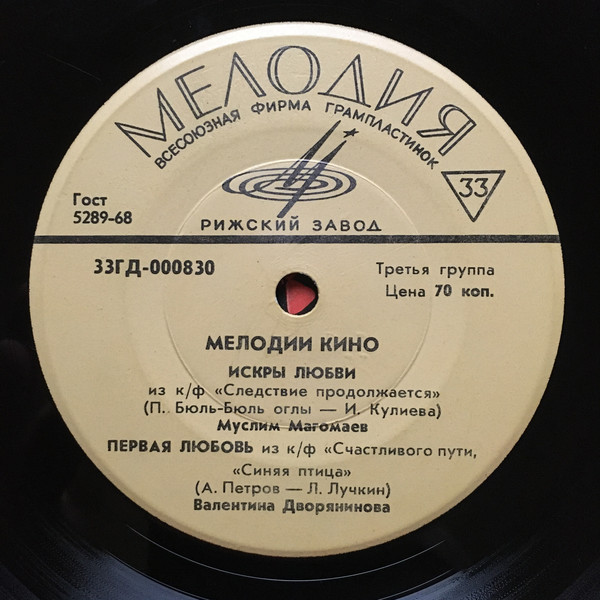 МЕЛОДИЯ
ВСЕСОЮЗНАЯ ФИРМА ГРАМПЛАСТИНОК
33
Гост
5289-68
РИЖСКИЙ ЗАВОД
33ГД-000830
Третья группа
Цена 70 коп.
МЕЛОДИИ КИНО
ИСКРЫ ЛЮБВИ
из к/ф «Следствие продолжается»
(П. Бюль-Бюль оглы — И. Кулиева)
Муслим Магомаев
ПЕРВАЯ ЛЮБОВЬ из к/ф «Счастливого пути,
«Синяя птица»
(А. Петров — Л. Лучкин)
Валентина Дворянинова